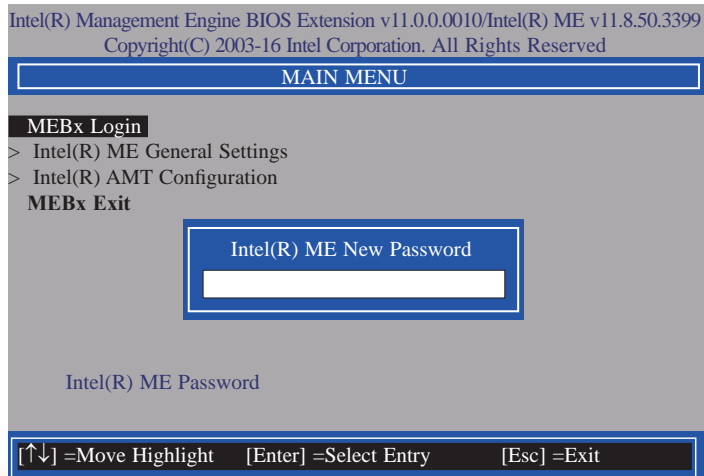 Intel(R) Management Engine BIOS Extension v11.0.0.0010/Intel(R) ME v11.8.50.3399
Copyright(C) 2003-16 Intel Corporation. All Rights Reserved
MAIN MENU
MEBx Login
> Intel(R) ME General Settings
> Intel(R) AMT Configuration
MEBx Exit
Intel(R) ME New Password
Intel(R) ME Password
[↑↓] =Move Highlight [Enter] =Select Entry [Esc] =Exit